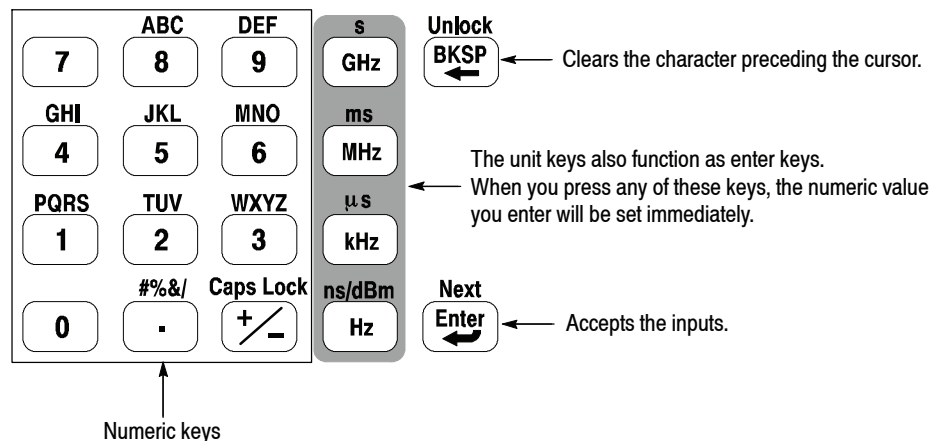 ABC DEF s Unlock
7 8 9 GHz BKSP Clears the character preceding the cursor.
GHI JKL MNO ms
4 5 6 MHz
The unit keys also function as enter keys.
When you press any of these keys, the numeric value
you enter will be set immediately.
PQRS TUV WXYZ μs
1 2 3 kHz
#%&/ Caps Lock ns/dBm Next
0 . +/− Hz Enter Accepts the inputs.
Numeric keys